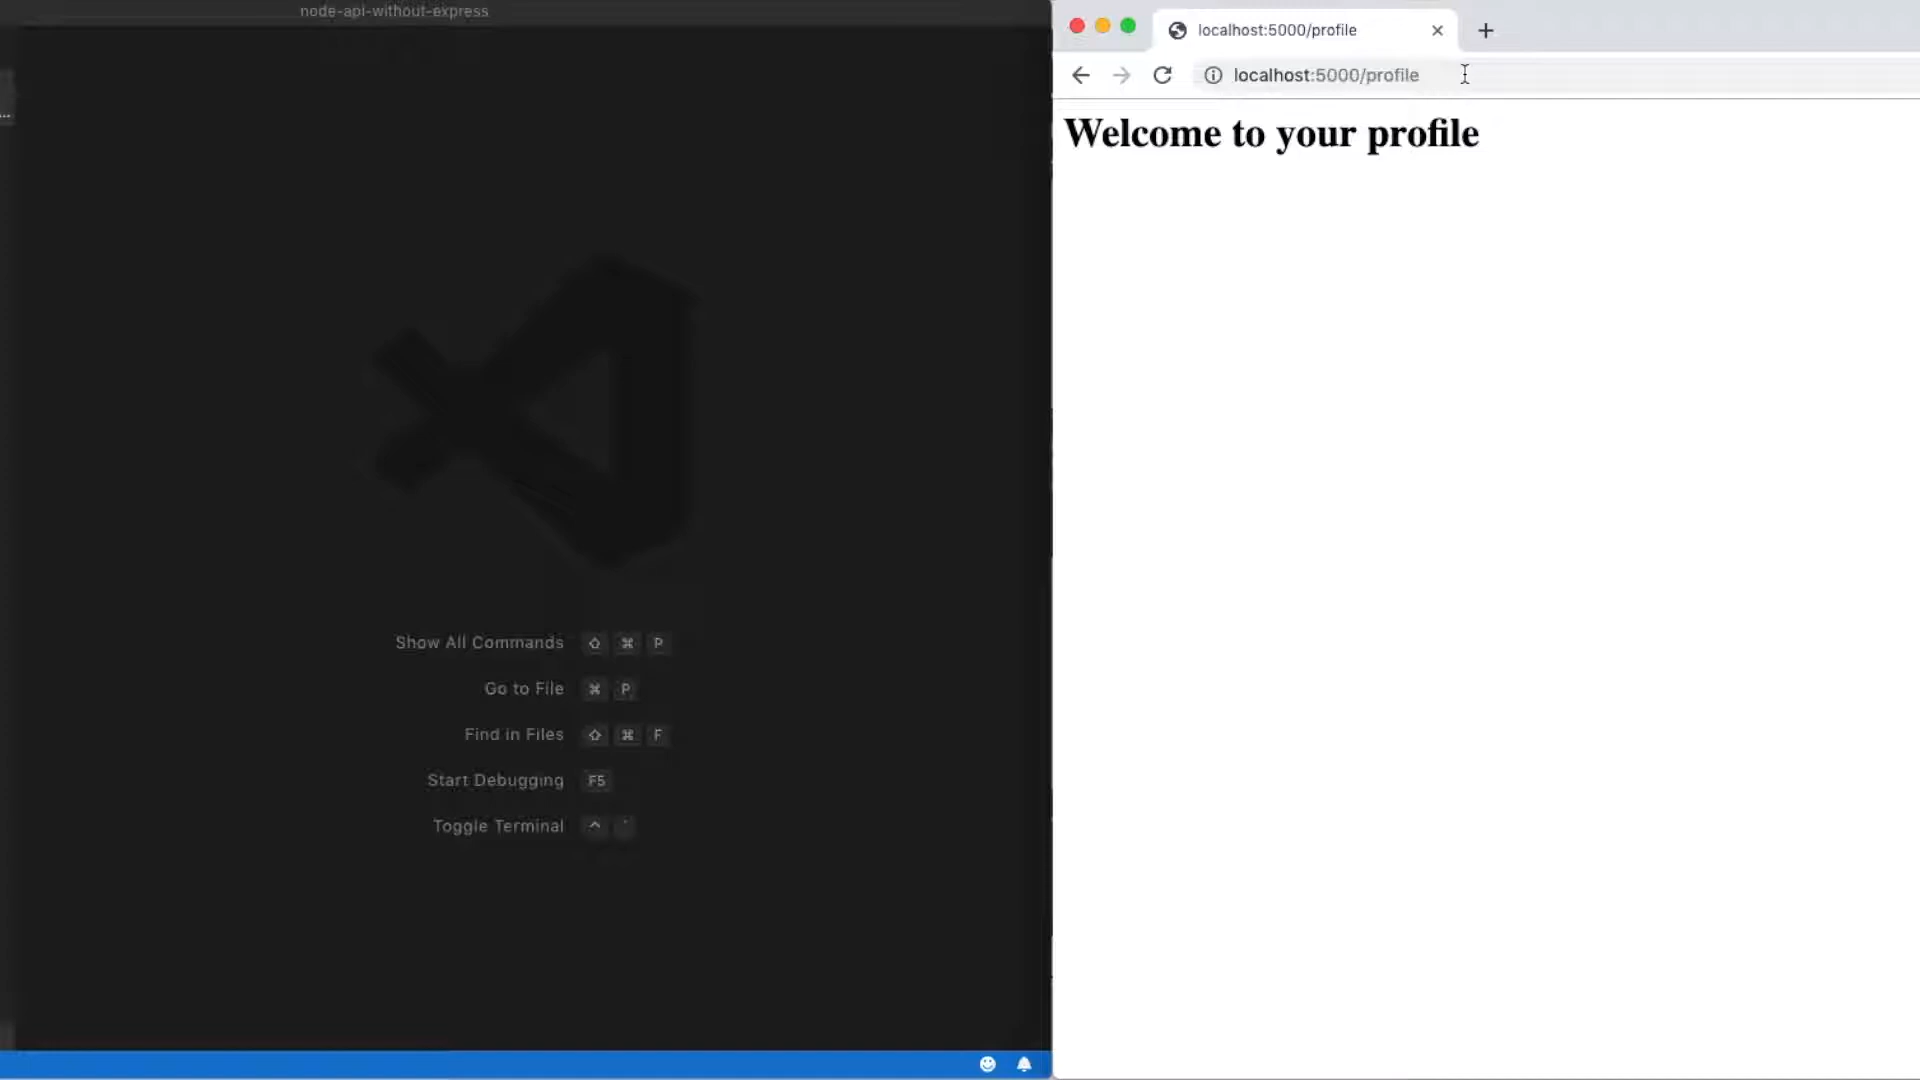 node-api-without-express
...
Show All Commands ⇧ ⌘ P
Go to File ⌘ P
Find in Files ⇧ ⌘ F
Start Debugging F5
Toggle Terminal ^ `
localhost:5000/profile
localhost:5000/profile
Welcome to your profile